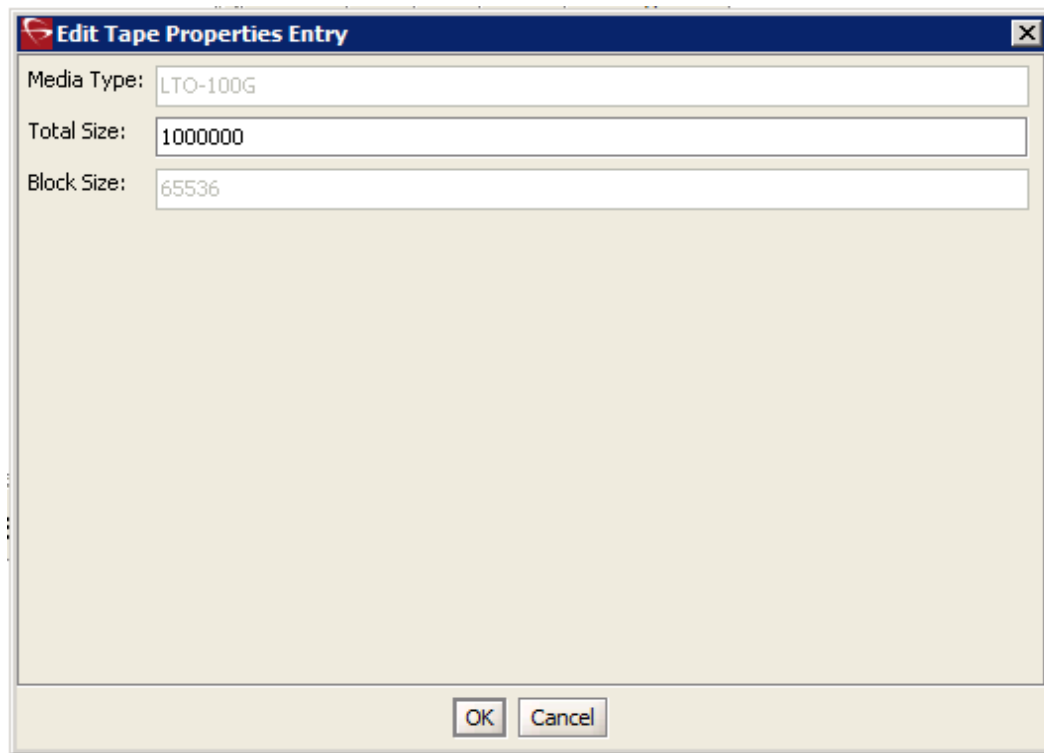 Edit Tape Properties Entry
Media Type: LTO-100G
Total Size: 1000000
Block Size: 65536
OK Cancel